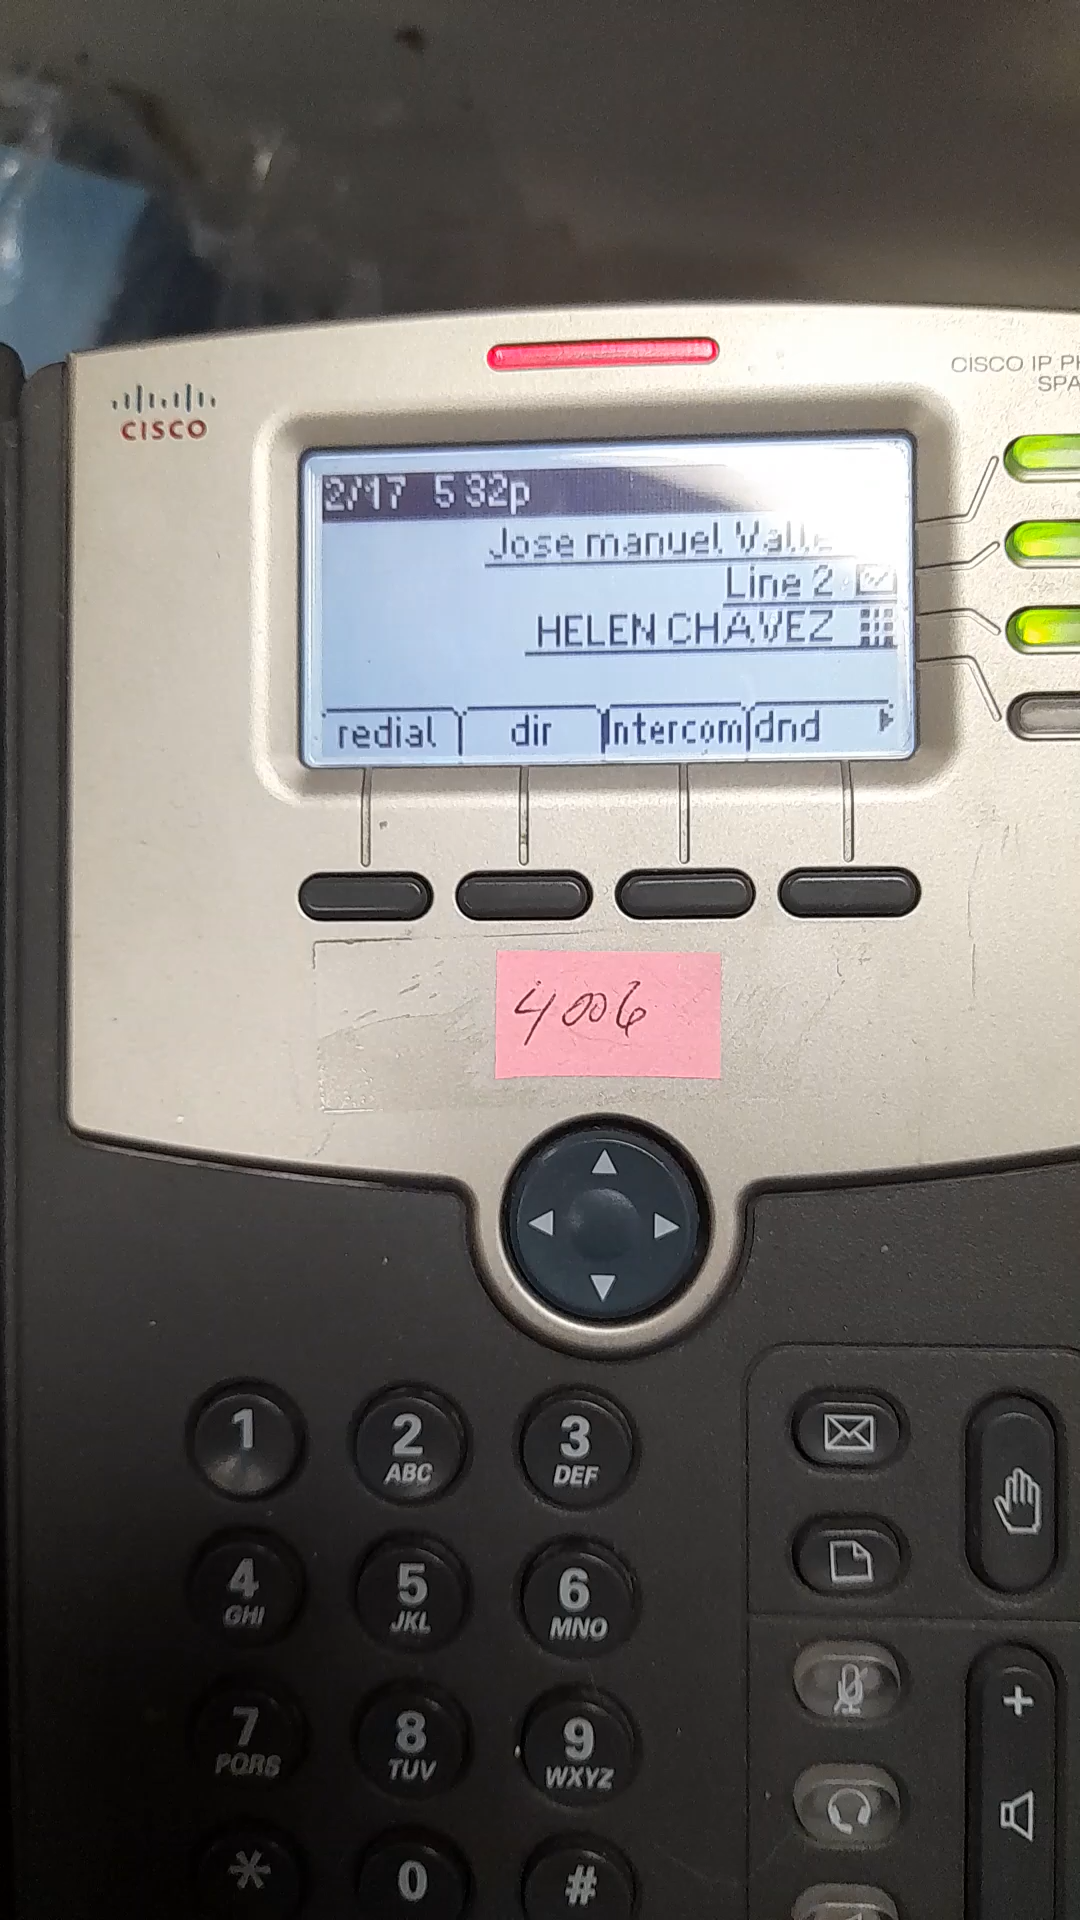 CISCO IP PH
SPA
CISCO
2/17 5 32p
Jose manuel Valle
Line 2
HELEN CHAVEZ
redial dir Intercom dnd
4006
1 2 ABC 3 DEF
4 GHI 5 JKL 6 MNO
7 PQRS 8 TUV 9 WXYZ
* 0 #
+